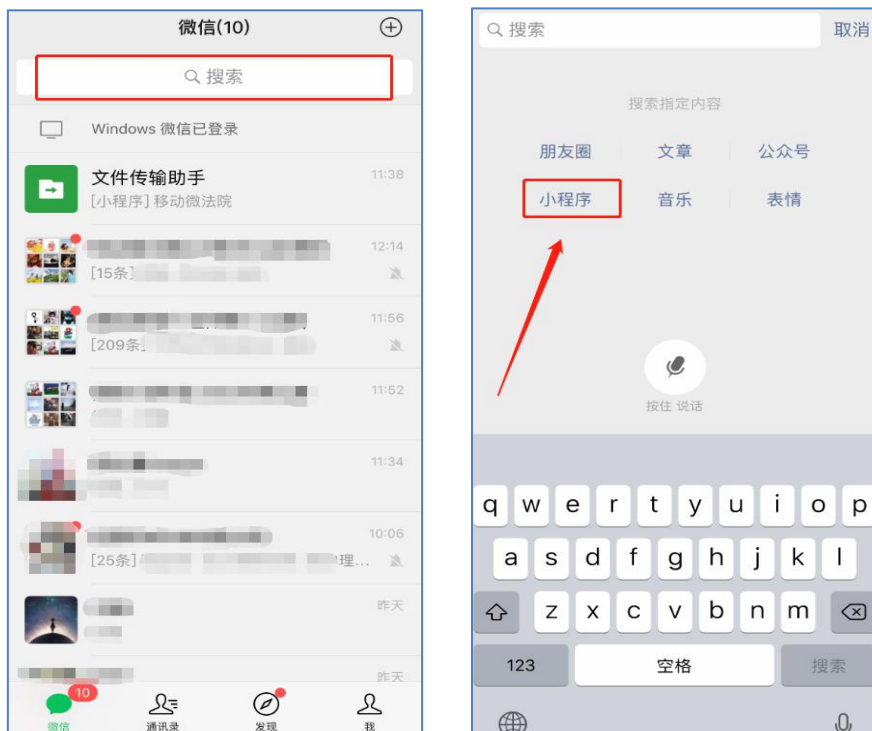 微信(10)
搜索
Windows 微信已登录
文件传输助手
11:38
[小程序] 移动微法院
12:14
[15条]
11:56
[209条]
11:52
11:34
10:06
[25条]
理...
昨天
昨天
10
微信
通讯录
发现
我
搜索
取消
搜索指定内容
朋友圈
文章
公众号
小程序
音乐
表情
按住 说话
q w e r t y u i o p
a s d f g h j k l
z x c v b n m
123
空格
搜索